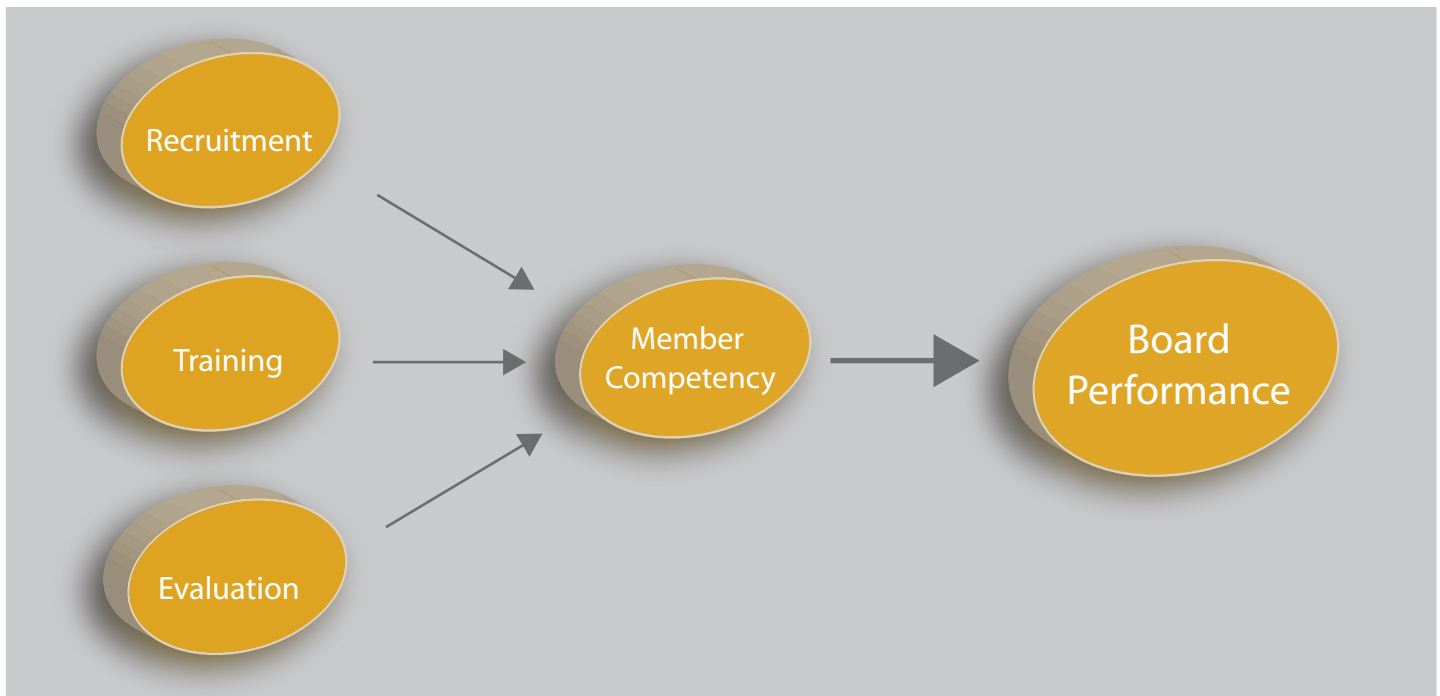 Recruitment
Training
Evaluation
Member
Competency
Board
Performance